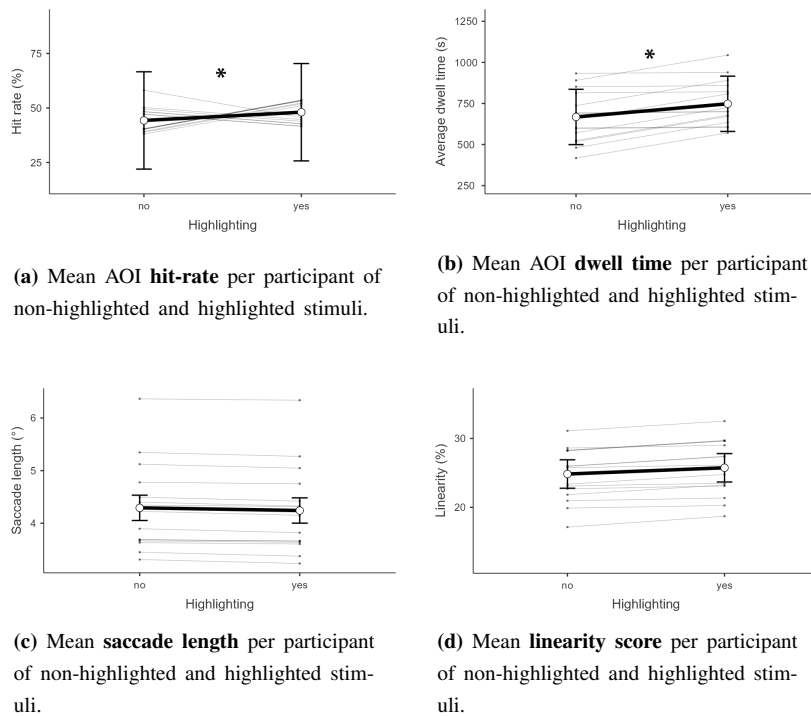 75
50
25
Hit rate (%)
*
no
yes
Highlighting
(a) Mean AOI hit-rate per participant of
non-highlighted and highlighted stimuli.
1250
1000
750
500
250
Average dwell time (s)
*
no
yes
Highlighting
(b) Mean AOI dwell time per participant
of non-highlighted and highlighted stim-
uli.
6
5
4
Saccade length (°)
no
yes
Highlighting
(c) Mean saccade length per participant
of non-highlighted and highlighted stim-
uli.
30
20
Linearity (%)
no
yes
Highlighting
(d) Mean linearity score per participant
of non-highlighted and highlighted stim-
uli.